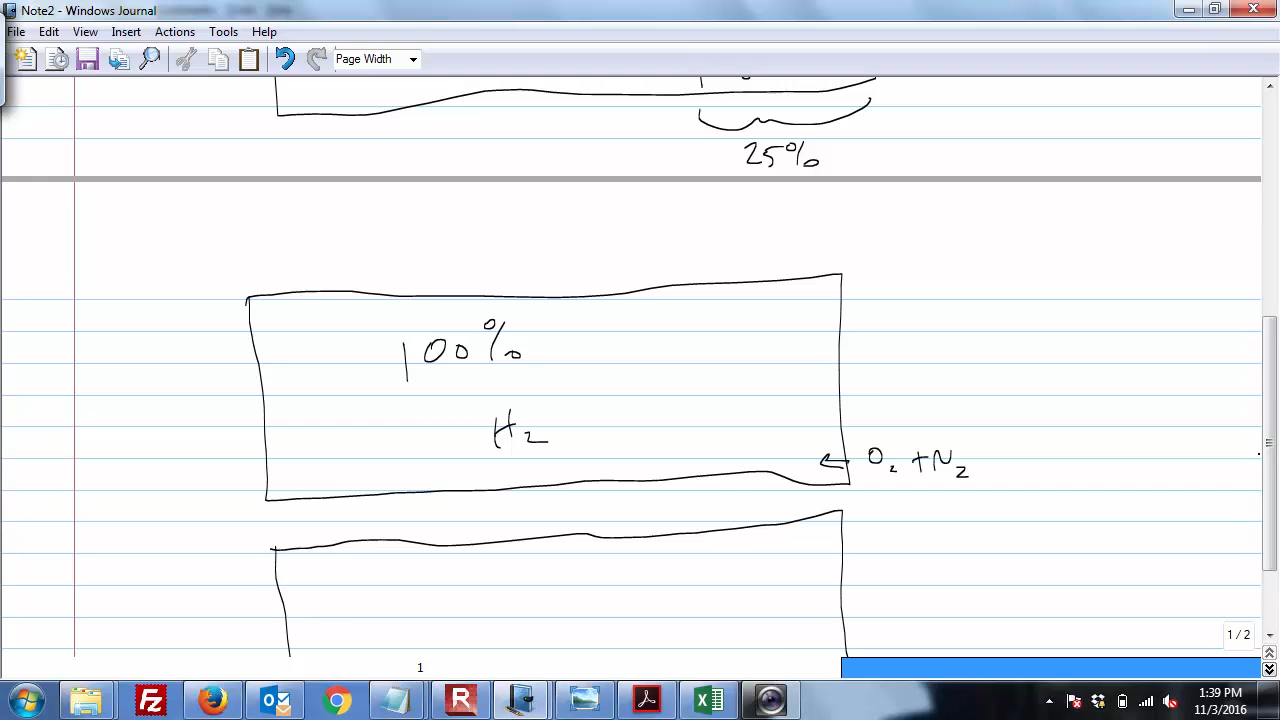 Note2 - Windows Journal
File Edit View Insert Actions Tools Help
Page Width
25%
100%
H₂
← O₂ + N₂
1 / 2
1
1:39 PM
11/3/2016